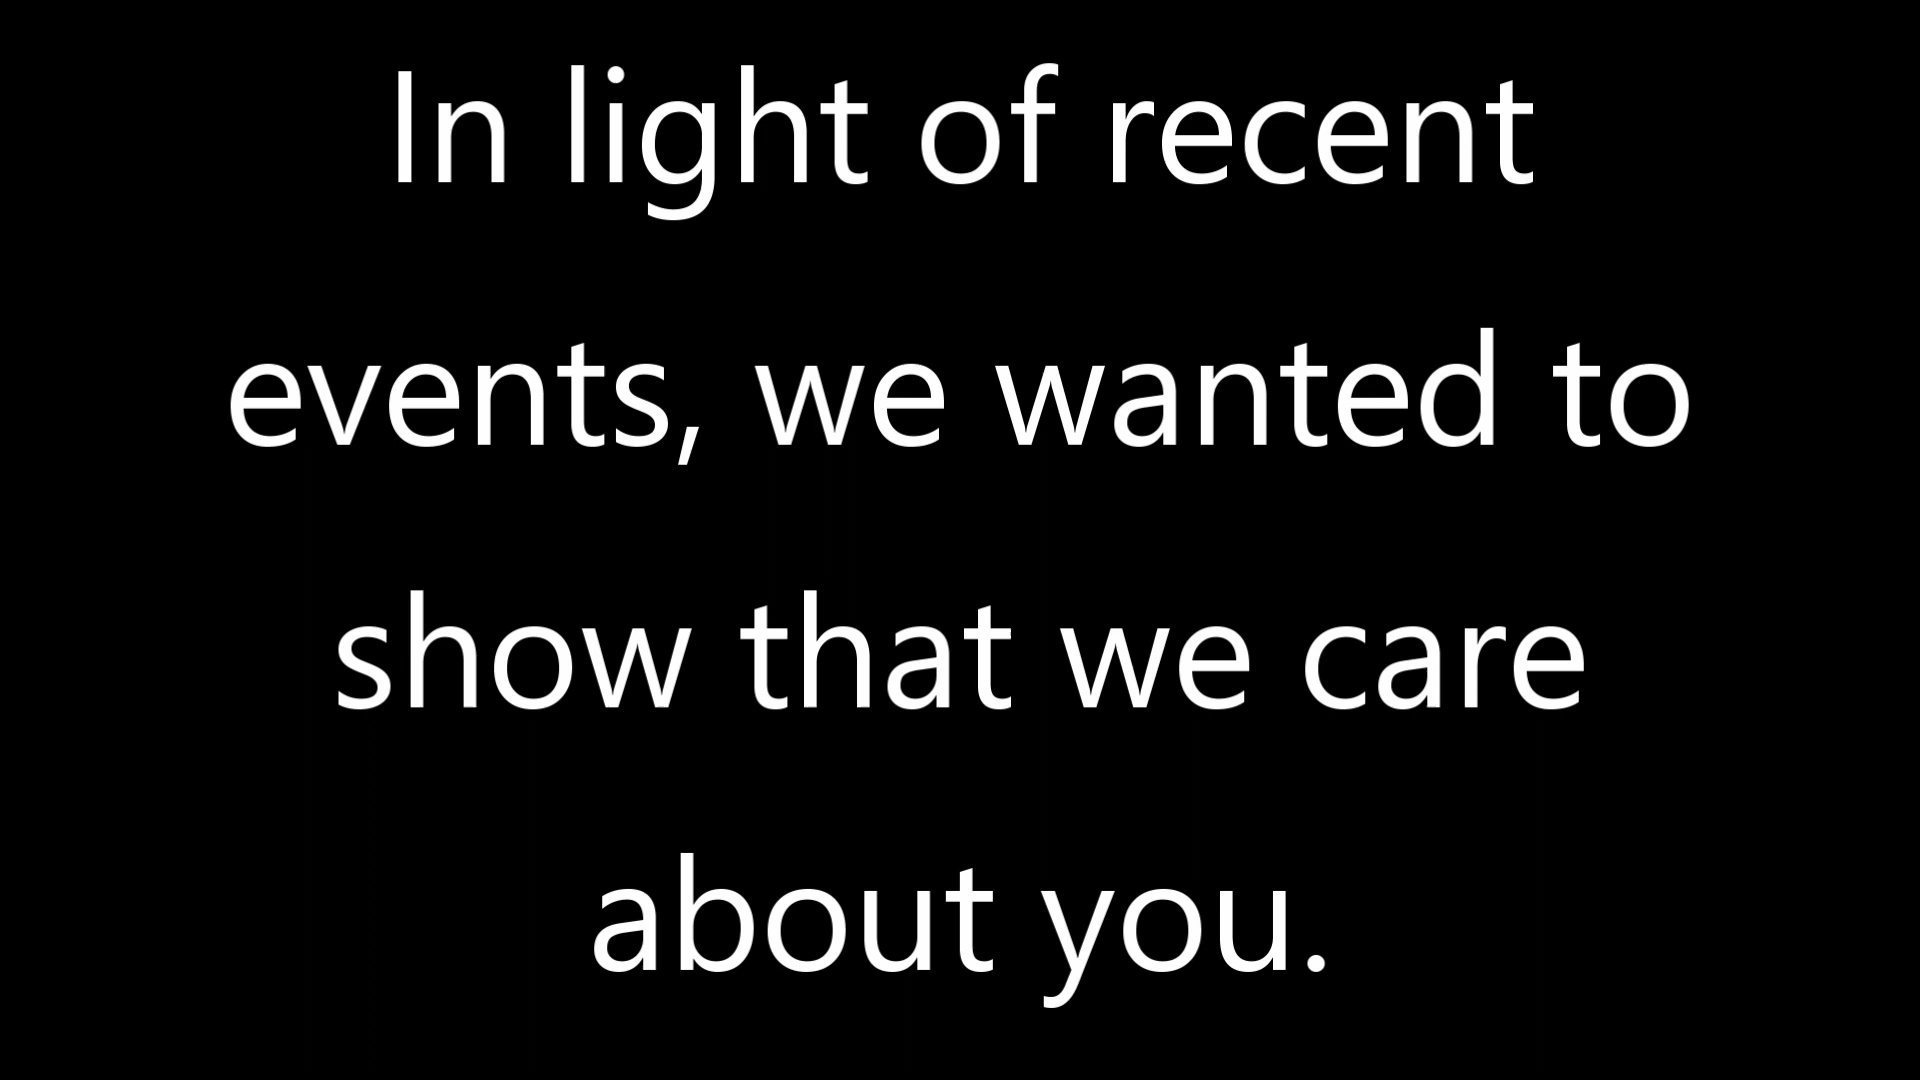 In light of recent
events, we wanted to
show that we care
about you.